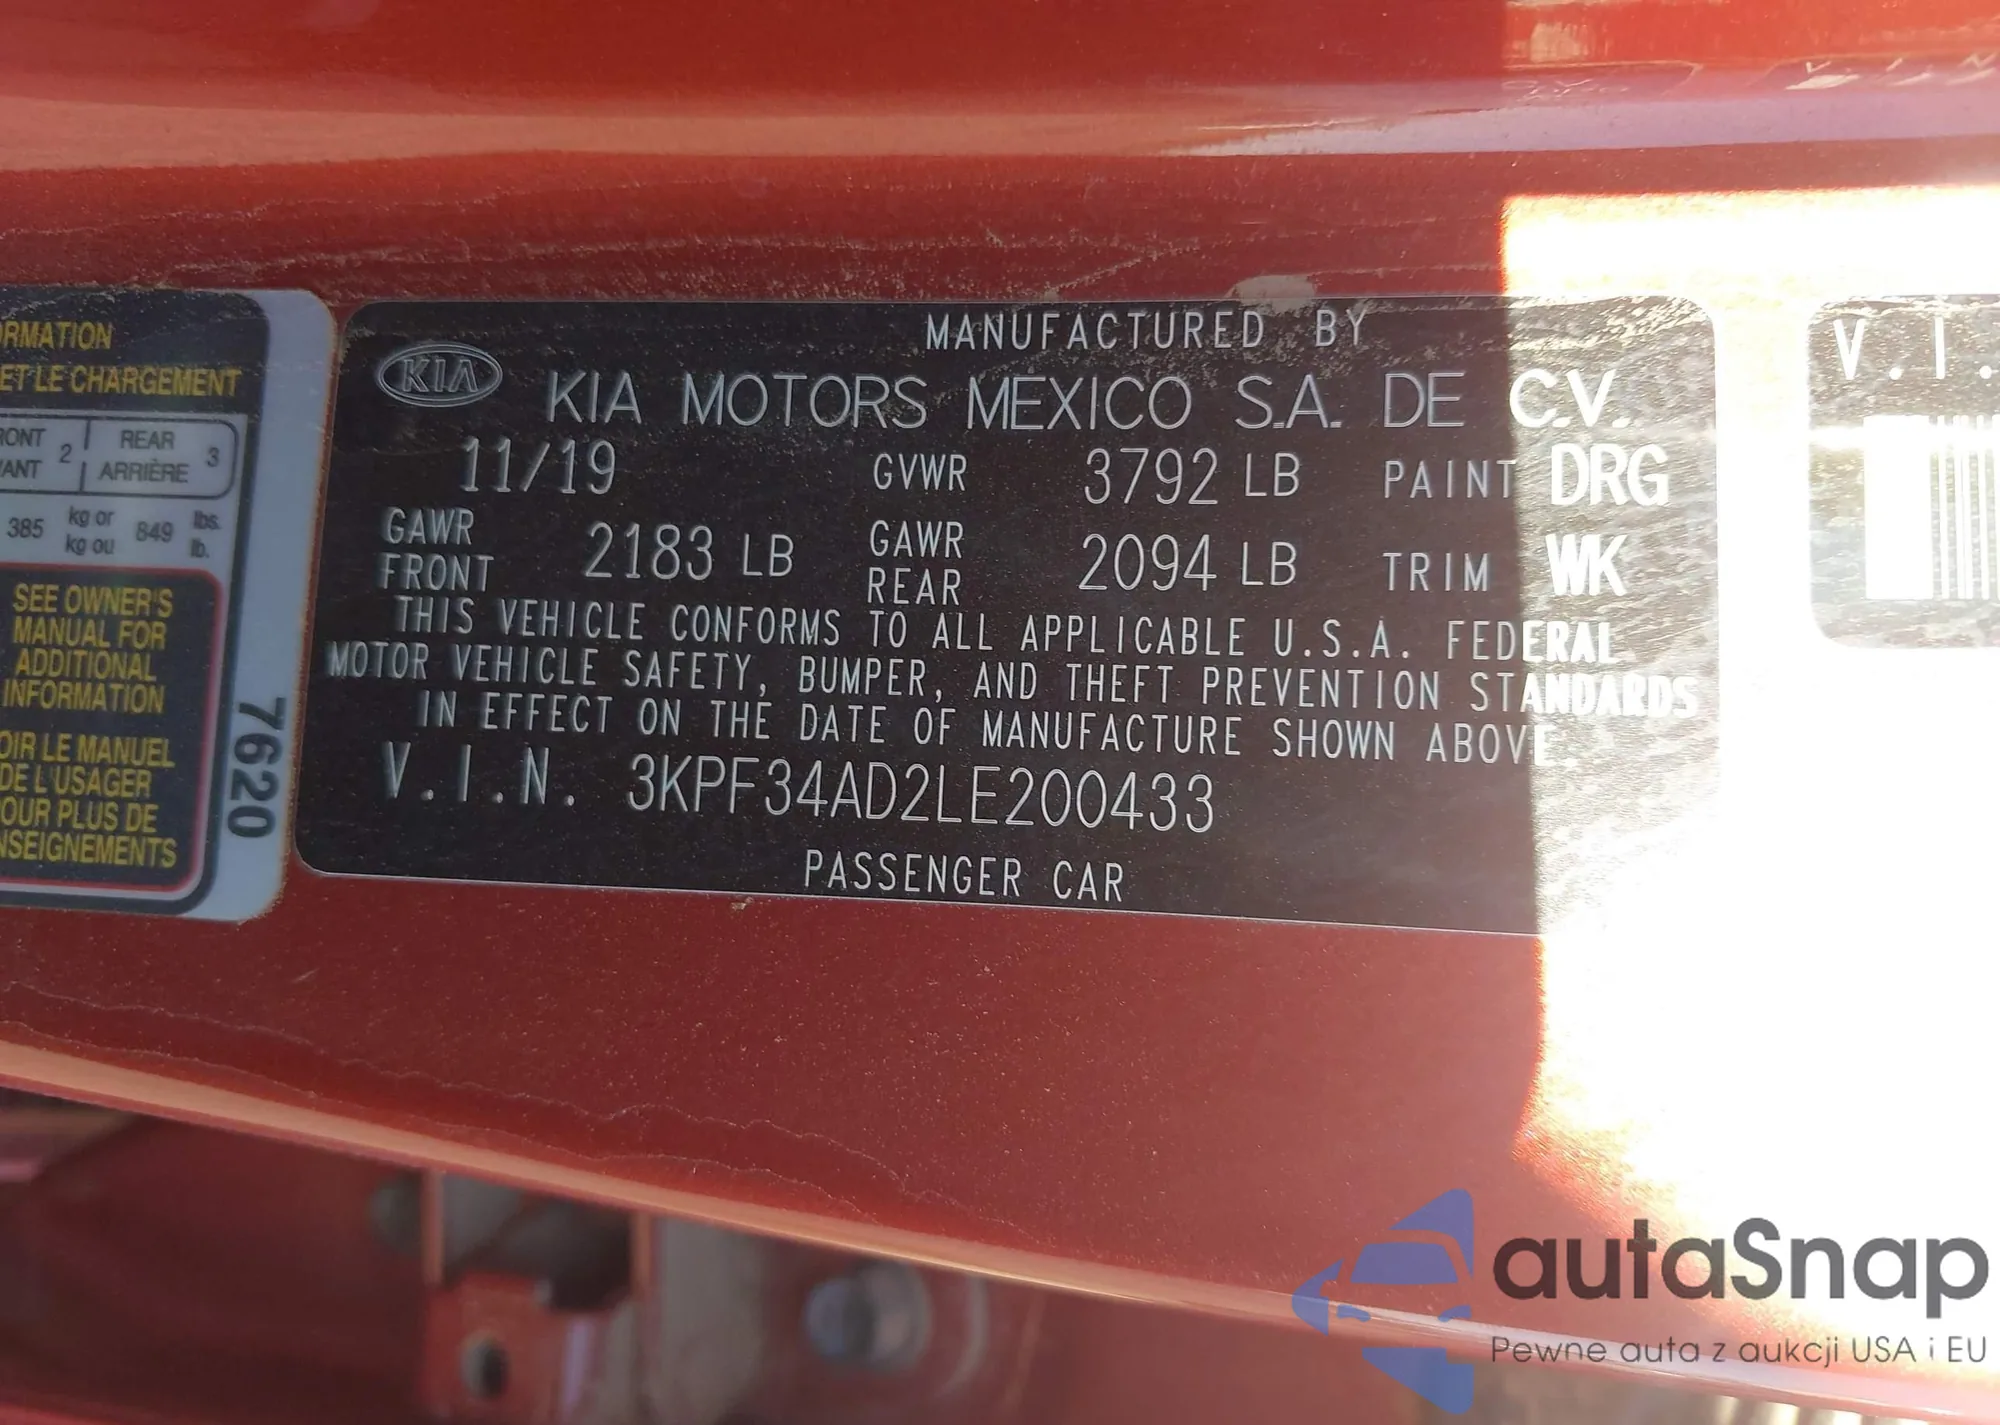 RMATION
ET LE CHARGEMENT
RONT 2 REAR 3
ANT ARRIÈRE
385 kg or 849 lbs.
kg ou lb.
SEE OWNER'S
MANUAL FOR
ADDITIONAL
INFORMATION
OIR LE MANUEL
DE L'USAGER
POUR PLUS DE
NSEIGNEMENTS
7620
MANUFACTURED BY
KIA KIA MOTORS MEXICO S.A. DE C.V.
11/19 GVWR 3792 LB PAINT DRG
GAWR FRONT 2183 LB GAWR REAR 2094 LB TRIM WK
THIS VEHICLE CONFORMS TO ALL APPLICABLE U.S.A. FEDERAL
MOTOR VEHICLE SAFETY, BUMPER, AND THEFT PREVENTION STANDARDS
IN EFFECT ON THE DATE OF MANUFACTURE SHOWN ABOVE.
V.I.N. 3KPF34AD2LE200433
PASSENGER CAR
V.I.
autaSnap
Pewne auta z aukcji USA i EU